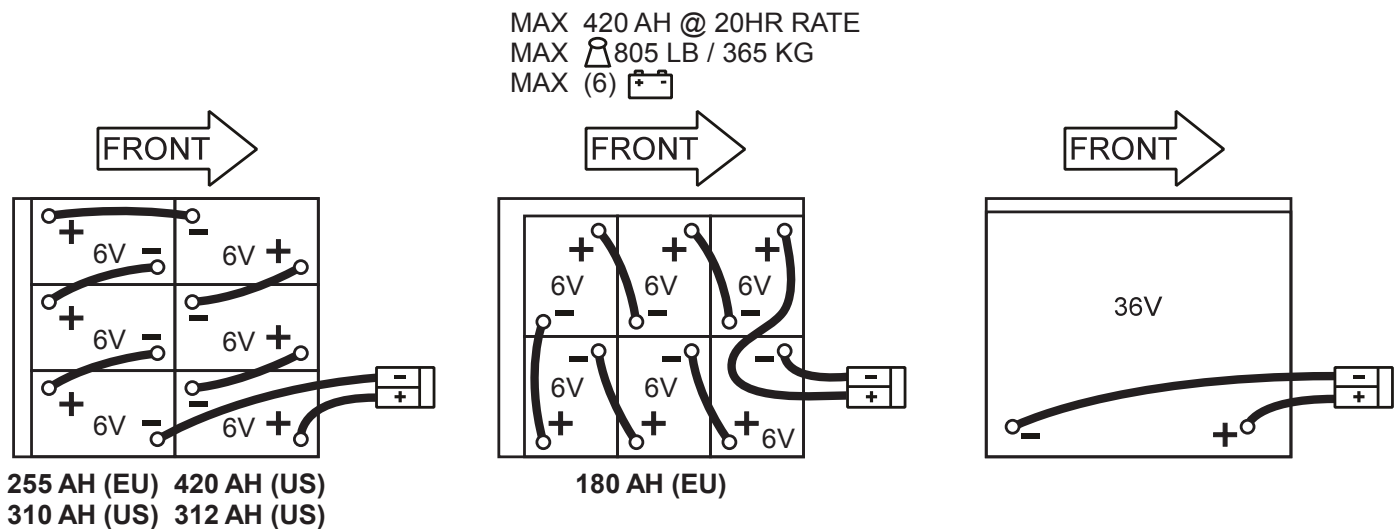 MAX 420 AH @ 20HR RATE
MAX 805 LB / 365 KG
MAX (6) + -
FRONT
+ -
6V - 6V +
+ -
6V - 6V +
+ -
6V - 6V +
-
+
255 AH (EU) 420 AH (US)
310 AH (US) 312 AH (US)
FRONT
+ + +
6V 6V 6V
- - -
- - -
6V 6V
+ + + 6V
-
+
180 AH (EU)
FRONT
36V
-
+
- +